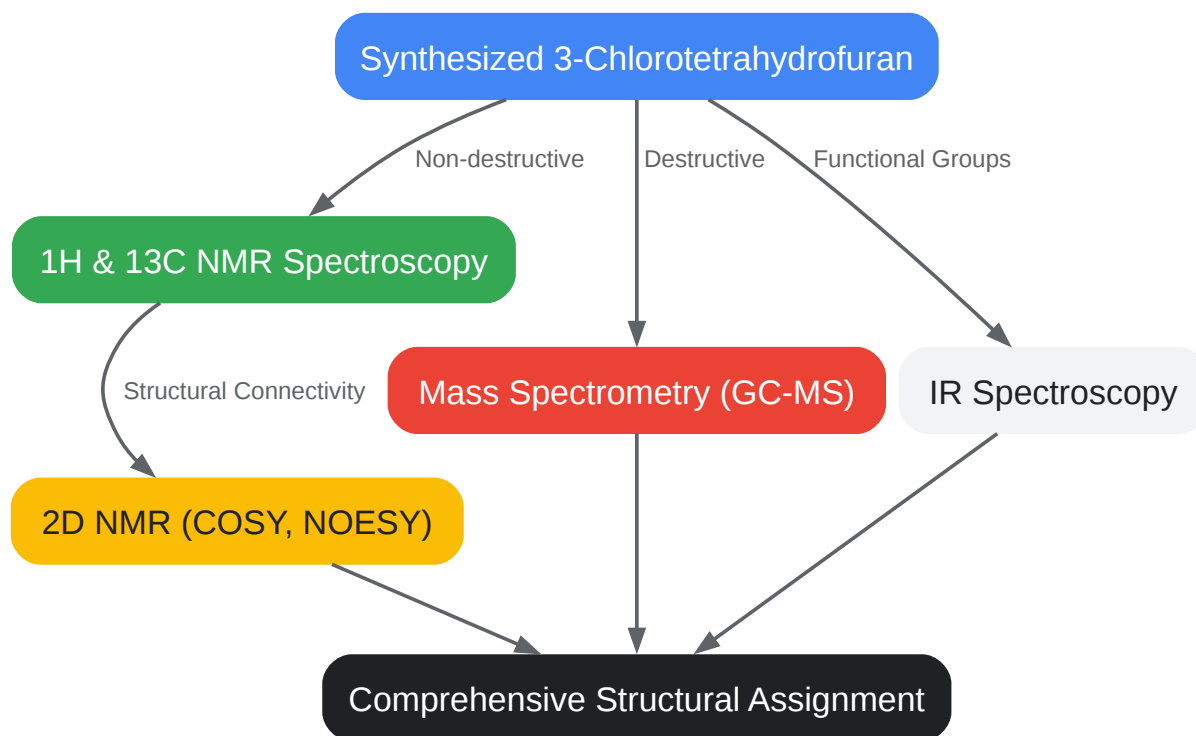 Synthesized 3-Chlorotetrahydrofuran
Non-destructive
Destructive
Functional Groups
1H & 13C NMR Spectroscopy
Structural Connectivity
Mass Spectrometry (GC-MS)
IR Spectroscopy
2D NMR (COSY, NOESY)
Comprehensive Structural Assignment